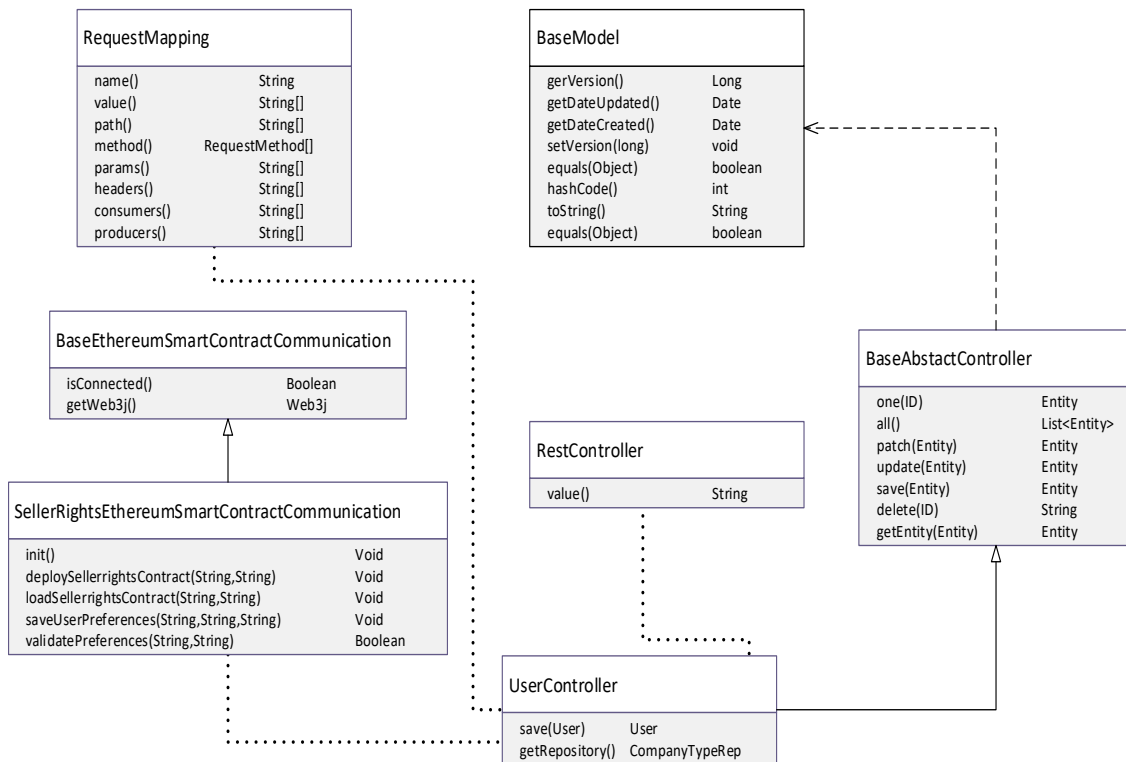 RequestMapping
name() String
value() String[]
path() String[]
method() RequestMethod[]
params() String[]
headers() String[]
consumers() String[]
producers() String[]
BaseModel
gerVersion() Long
getDateUpdated() Date
getDateCreated() Date
setVersion(long) void
equals(Object) boolean
hashCode() int
toString() String
equals(Object) boolean
BaseEthereumSmartContractCommunication
isConnected() Boolean
getWeb3j() Web3j
BaseAbstactController
one(ID) Entity
all() List<Entity>
patch(Entity) Entity
update(Entity) Entity
save(Entity) Entity
delete(ID) String
getEntity(Entity) Entity
RestController
value() String
SellerRightsEthereumSmartContractCommunication
init() Void
deploySellerrightsContract(String,String) Void
loadSellerrightsContract(String,String) Void
saveUserPreferences(String,String,String) Void
validatePreferences(String,String) Boolean
UserController
save(User) User
getRepository() CompanyTypeRep